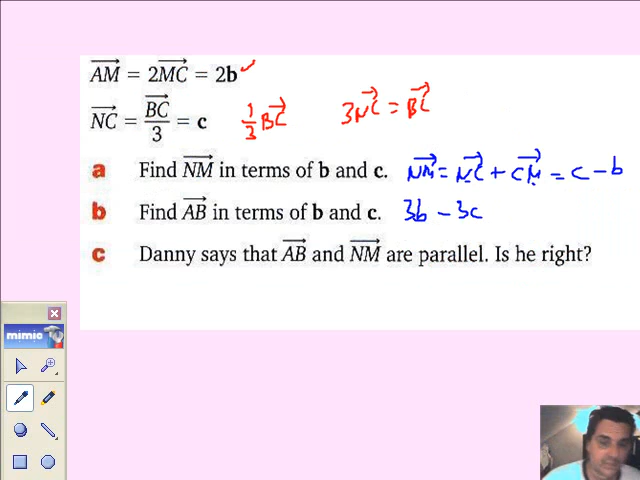 AM = 2MC = 2b ✓
NC = BC/3 = c 1/3 BC 3NC = BC
a Find NM in terms of b and c. NM = NC + CM = c - b
b Find AB in terms of b and c. 3b - 3c
c Danny says that AB and NM are parallel. Is he right?
mimio